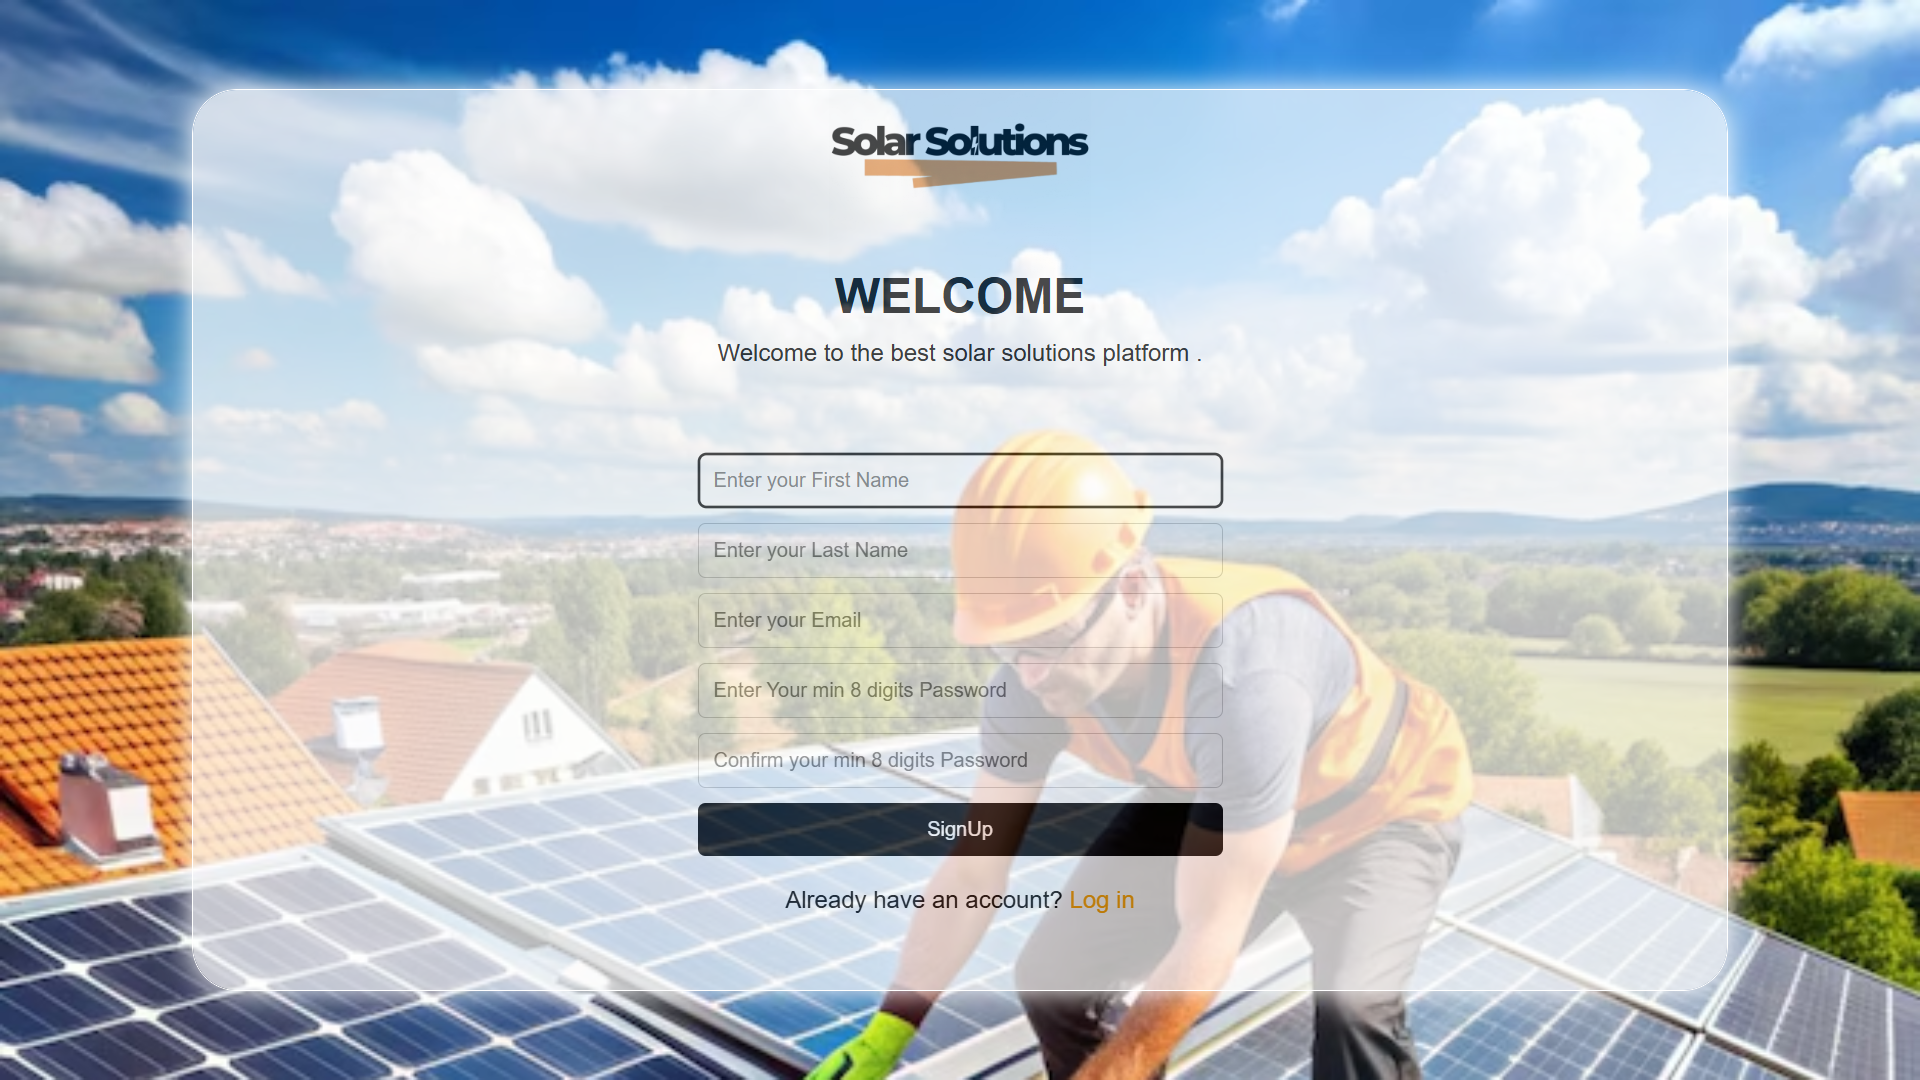 Solar Solutions
WELCOME
Welcome to the best solar solutions platform .
Enter your First Name
Enter your Last Name
Enter your Email
Enter Your min 8 digits Password
Confirm your min 8 digits Password
SignUp
Already have an account? Log in